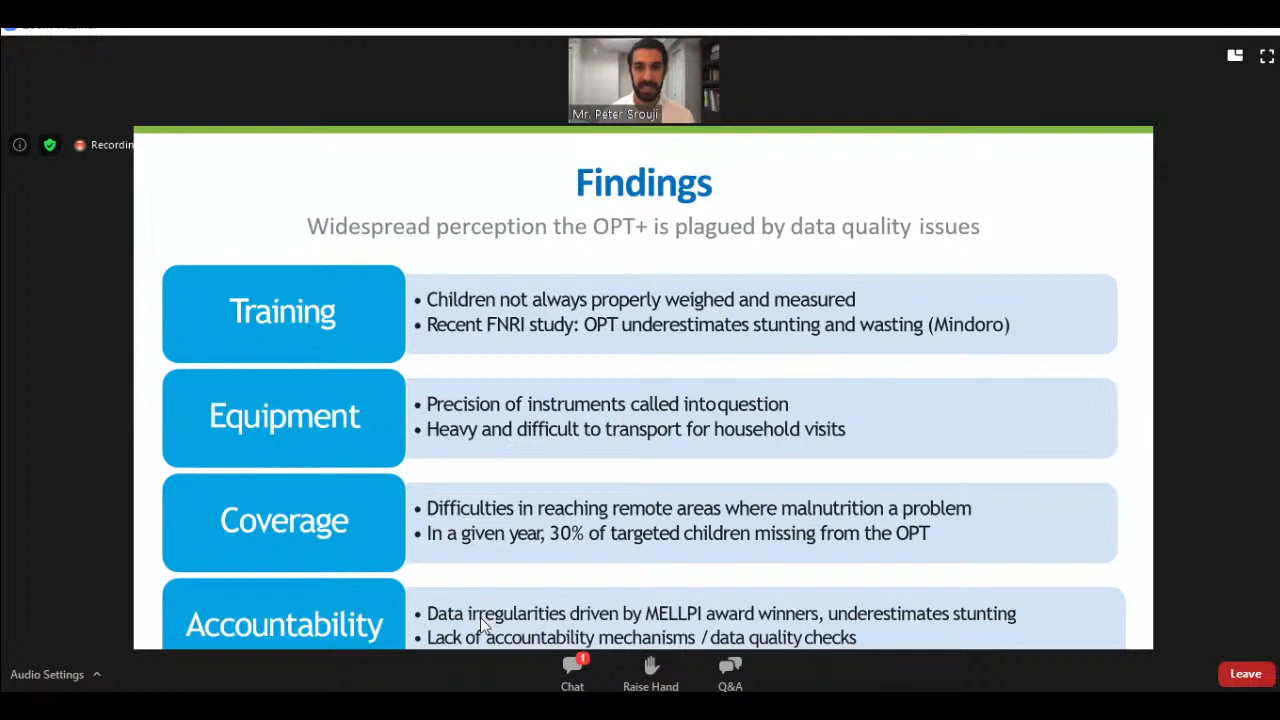 Mr. Peter Srouji
Recordin
Findings
Widespread perception the OPT+ is plagued by data quality issues
Training
• Children not always properly weighed and measured
• Recent FNRI study: OPT underestimates stunting and wasting (Mindoro)
Equipment
• Precision of instruments called intoquestion
• Heavy and difficult to transport for household visits
Coverage
• Difficulties in reaching remote areas where malnutrition a problem
• In a given year, 30% of targeted children missing from the OPT
Accountability
• Data irregularities driven by MELLPI award winners, underestimates stunting
• Lack of accountability mechanisms / data quality checks
Audio Settings
1
Chat
Raise Hand
Q&A
Leave